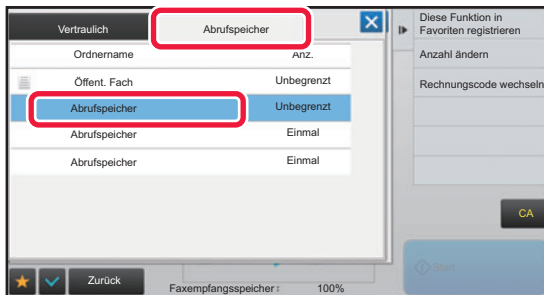 Vertraulich
Abrufspeicher
Ordnername Anz.
Öffent. Fach Unbegrenzt
Abrufspeicher Unbegrenzt
Abrufspeicher Einmal
Abrufspeicher Einmal
Zurück
Faxempfangsspeicher: 100%
Diese Funktion in
Favoriten registrieren
Anzahl ändern
Rechnungscode wechseln
CA
Start